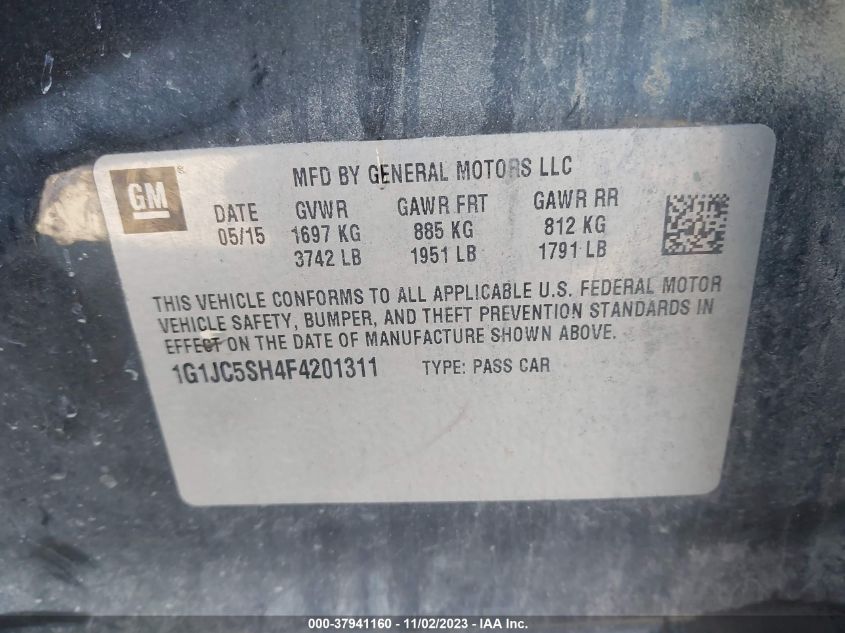 GM
®
MFD BY GENERAL MOTORS LLC
DATE GVWR GAWR FRT GAWR RR
05/15 1697 KG 885 KG 812 KG
3742 LB 1951 LB 1791 LB
THIS VEHICLE CONFORMS TO ALL APPLICABLE U.S. FEDERAL MOTOR
VEHICLE SAFETY, BUMPER, AND THEFT PREVENTION STANDARDS IN
EFFECT ON THE DATE OF MANUFACTURE SHOWN ABOVE.
1G1JC5SH4F4201311 TYPE: PASS CAR
000-37941160 - 11/02/2023 - IAA Inc.